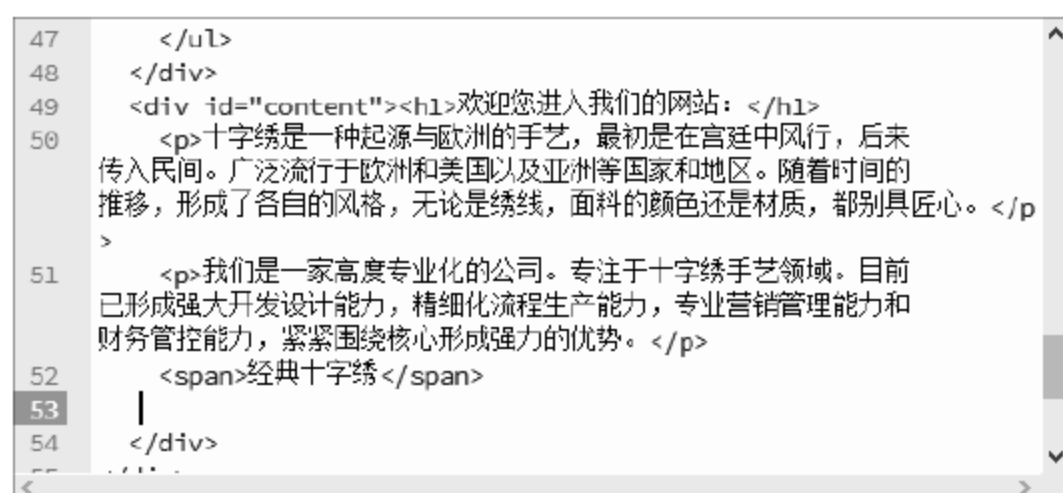 47 </ul>
48 </div>
49 <div id="content"><h1>欢迎您进入我们的网站：</h1>
50 <p>十字绣是一种起源与欧洲的手艺，最初是在宫廷中风行，后来
传入民间。广泛流行于欧洲和美国以及亚洲等国家和地区。随着时间的
推移，形成了各自的风格，无论是绣线，面料的颜色还是材质，都别具匠心。</p
>
51 <p>我们是一家高度专业化的公司。专注于十字绣手艺领域。目前
已形成强大开发设计能力，精细化流程生产能力，专业营销管理能力和
财务管控能力，紧紧围绕核心形成强力的优势。</p>
52 <span>经典十字绣</span>
53
54 </div>